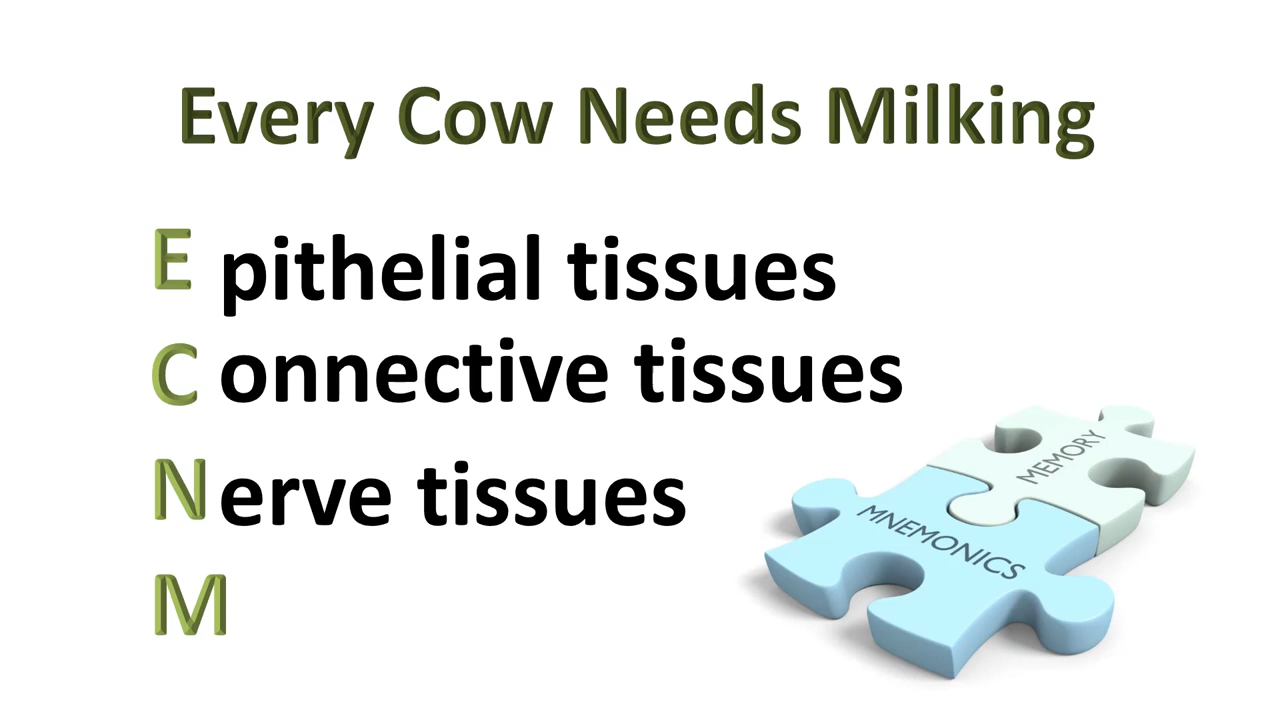 Every Cow Needs Milking
E pithelial tissues
C onnective tissues
N erve tissues
M
MEMORY
MNEMONICS